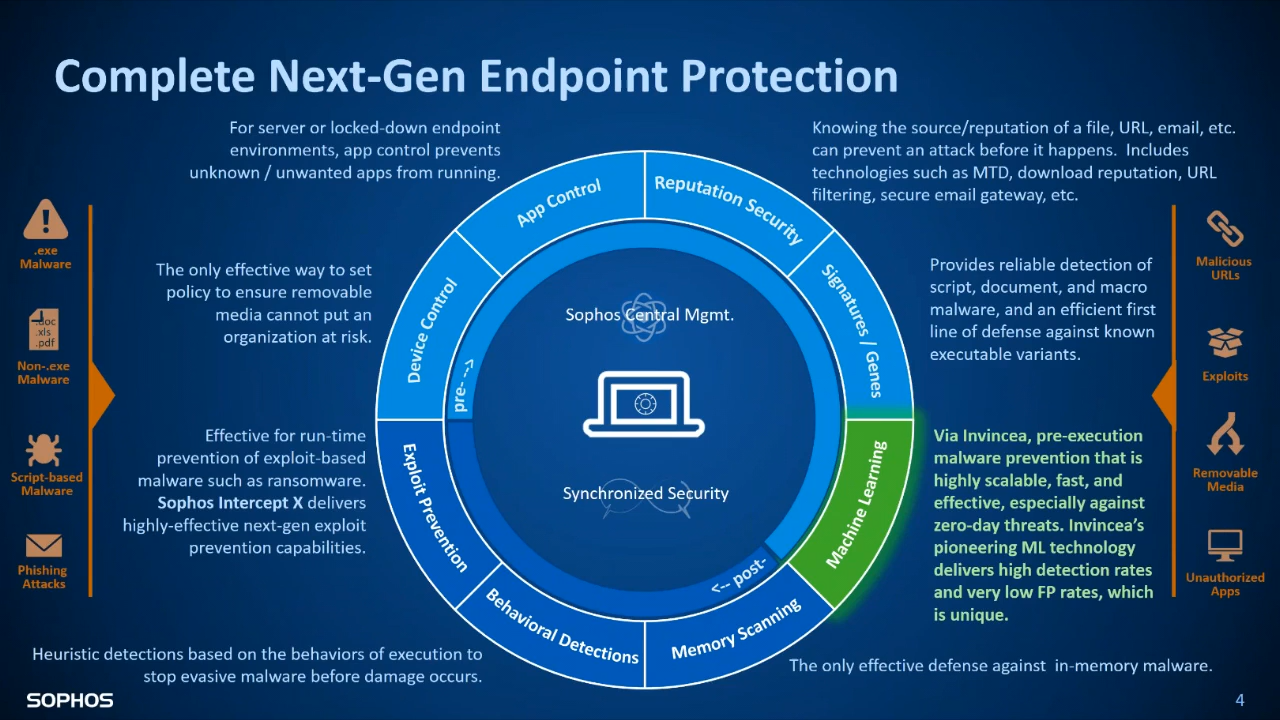 Complete Next-Gen Endpoint Protection
For server or locked-down endpoint
environments, app control prevents
unknown / unwanted apps from running.
Knowing the source/reputation of a file, URL, email, etc.
can prevent an attack before it happens.  Includes
technologies such as MTD, download reputation, URL
filtering, secure email gateway, etc.
.exe
Malware
.doc
.xls
.pdf
Non-.exe
Malware
Script-based
Malware
Phishing
Attacks
The only effective way to set
policy to ensure removable
media cannot put an
organization at risk.
Effective for run-time
prevention of exploit-based
malware such as ransomware.
Sophos Intercept X delivers
highly-effective next-gen exploit
prevention capabilities.
Heuristic detections based on the behaviors of execution to
stop evasive malware before damage occurs.
App Control
Reputation Security
Device Control
Signatures / Genes
Exploit Prevention
Machine Learning
Behavioral Detections
Memory Scanning
pre- -->
<-- post-
Sophos Central Mgmt.
Synchronized Security
Provides reliable detection of
script, document, and macro
malware, and an efficient first
line of defense against known
executable variants.
Via Invincea, pre-execution
malware prevention that is
highly scalable, fast, and
effective, especially against
zero-day threats. Invincea’s
pioneering ML technology
delivers high detection rates
and very low FP rates, which
is unique.
The only effective defense against  in-memory malware.
Malicious
URLs
Exploits
Removable
Media
Unauthorized
Apps
SOPHOS
4